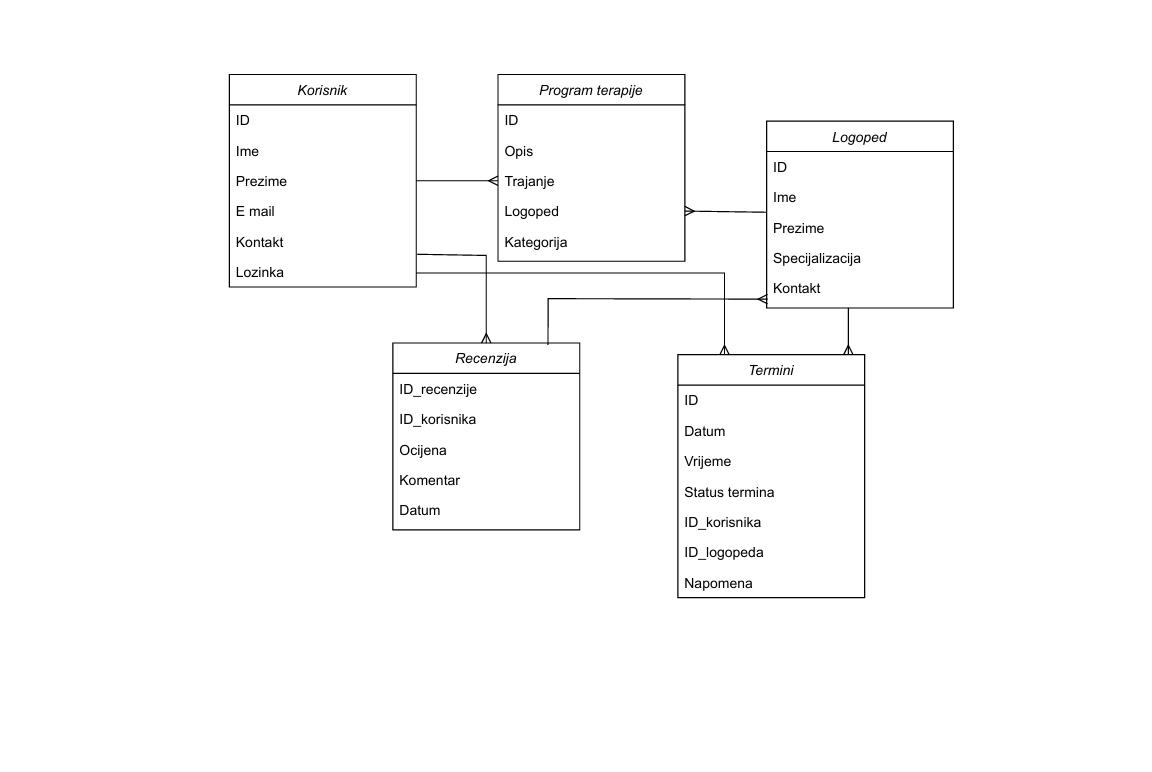 Korisnik
ID
Ime
Prezime
E mail
Kontakt
Lozinka
Program terapije
ID
Opis
Trajanje
Logoped
Kategorija
Logoped
ID
Ime
Prezime
Specijalizacija
Kontakt
Recenzija
ID_recenzije
ID_korisnika
Ocijena
Komentar
Datum
Termini
ID
Datum
Vrijeme
Status termina
ID_korisnika
ID_logopeda
Napomena